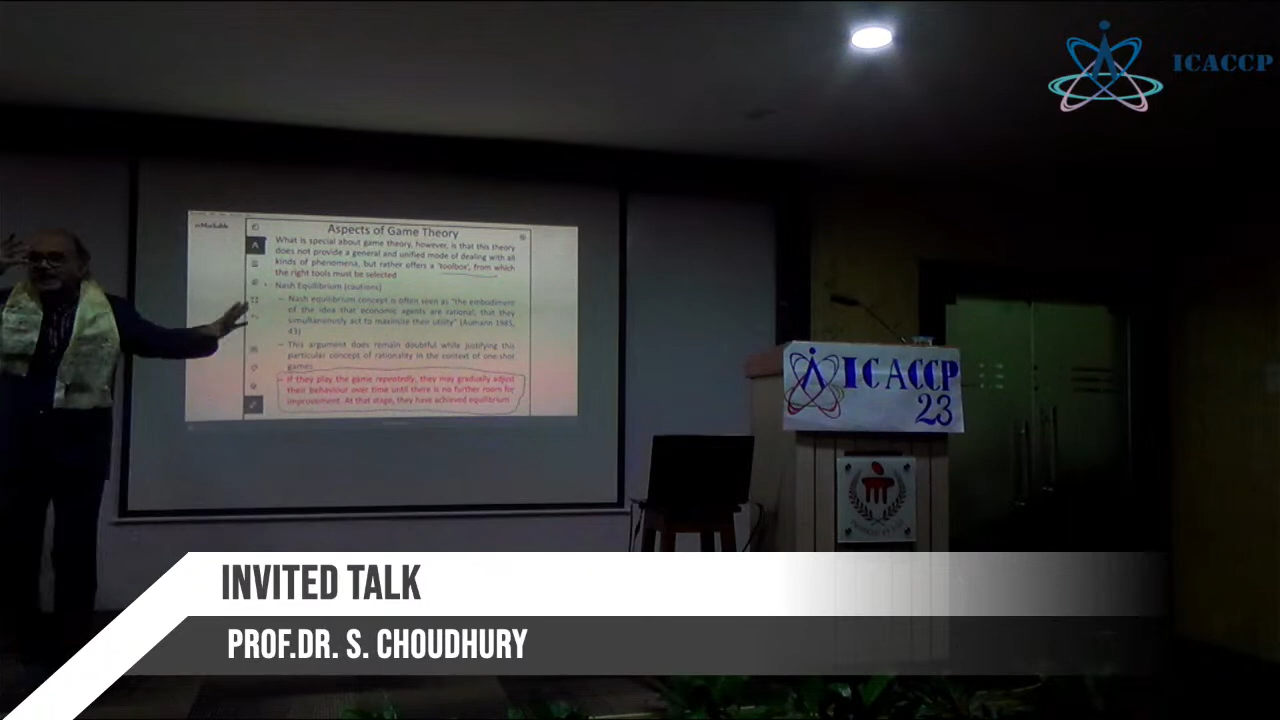 ICACCP
reMarkable
Aspects of Game Theory
What is special about game theory, however, is that this theory
does not provide a general and unified mode of dealing with all
kinds of phenomena, but rather offers a 'toolbox', from which
the right tools must be selected
• Nash Equilibrium (cautions)
– Nash equilibrium concept is often seen as "the embodiment
of the idea that economic agents are rational; that they
simultaneously act to maximize their utility" (Aumann 1985,
43)
– This argument does remain doubtful while justifying this
particular concept of rationality in the context of one-shot
games
– If they play the game repeatedly, they may gradually adjust
their behaviour over time until there is no further room for
improvement. At that stage, they have achieved equilibrium
ICACCP
23
INSPIRED BY LIFE
INVITED TALK
PROF.DR. S. CHOUDHURY